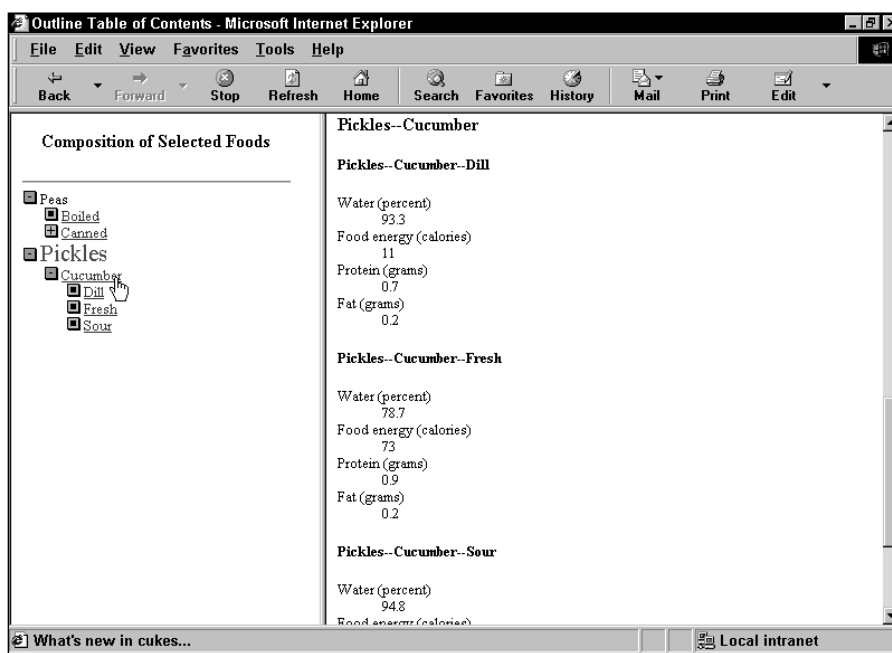 Outline Table of Contents - Microsoft Internet Explorer
File Edit View Favorites Tools Help
Back Forward Stop Refresh Home Search Favorites History Mail Print Edit
Composition of Selected Foods
Peas
Boiled
Canned
Pickles
Cucumber
Dill
Fresh
Sour
Pickles--Cucumber
Pickles--Cucumber--Dill
Water (percent)
93.3
Food energy (calories)
11
Protein (grams)
0.7
Fat (grams)
0.2
Pickles--Cucumber--Fresh
Water (percent)
78.7
Food energy (calories)
73
Protein (grams)
0.9
Fat (grams)
0.2
Pickles--Cucumber--Sour
Water (percent)
94.8
Food energy (calories)
What's new in cukes...
Local intranet